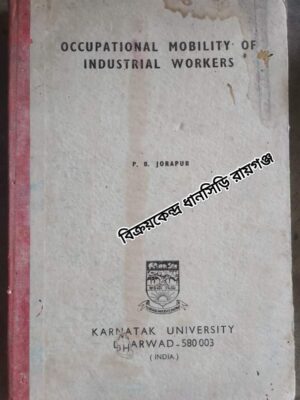 OCCUPATIONAL MOBILITY OF
INDUSTRIAL WORKERS
P. B. JORAPUR
বিক্রয়কেন্দ্র ধানসিড়ি রায়গঞ্জ
KARNATAK UNIVERSITY
DHARWAD-580 003
(INDIA)